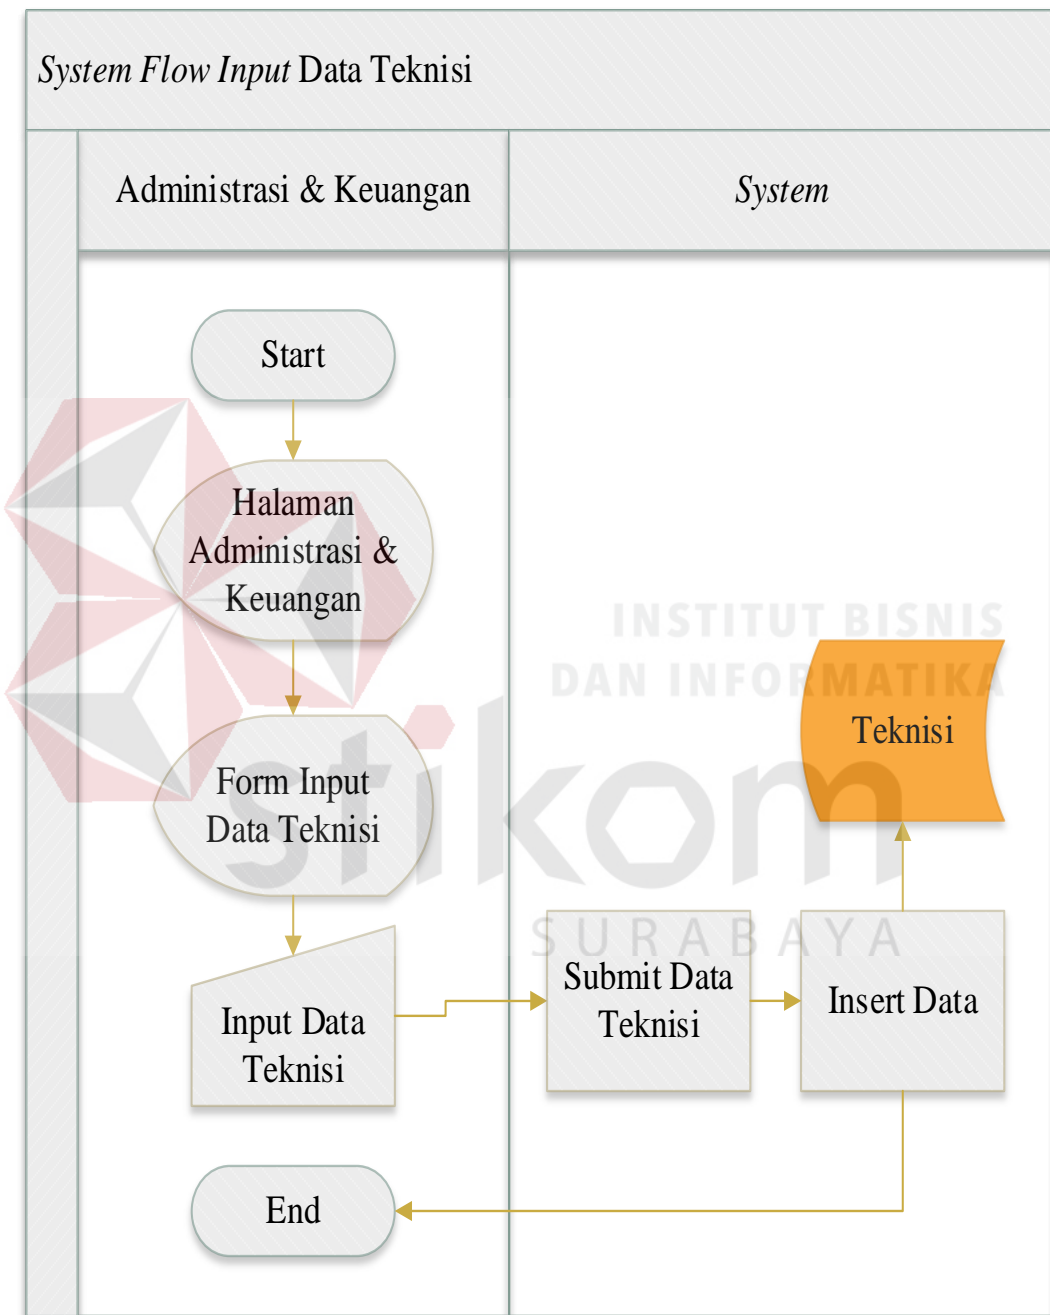 System Flow Input Data Teknisi
Administrasi & Keuangan
System
Start
Halaman
Administrasi &
Keuangan
INSTITUT BISNIS
DAN INFORMATIKA
stikom
SURABAYA
Teknisi
Form Input
Data Teknisi
Input Data
Teknisi
Submit Data
Teknisi
Insert Data
End